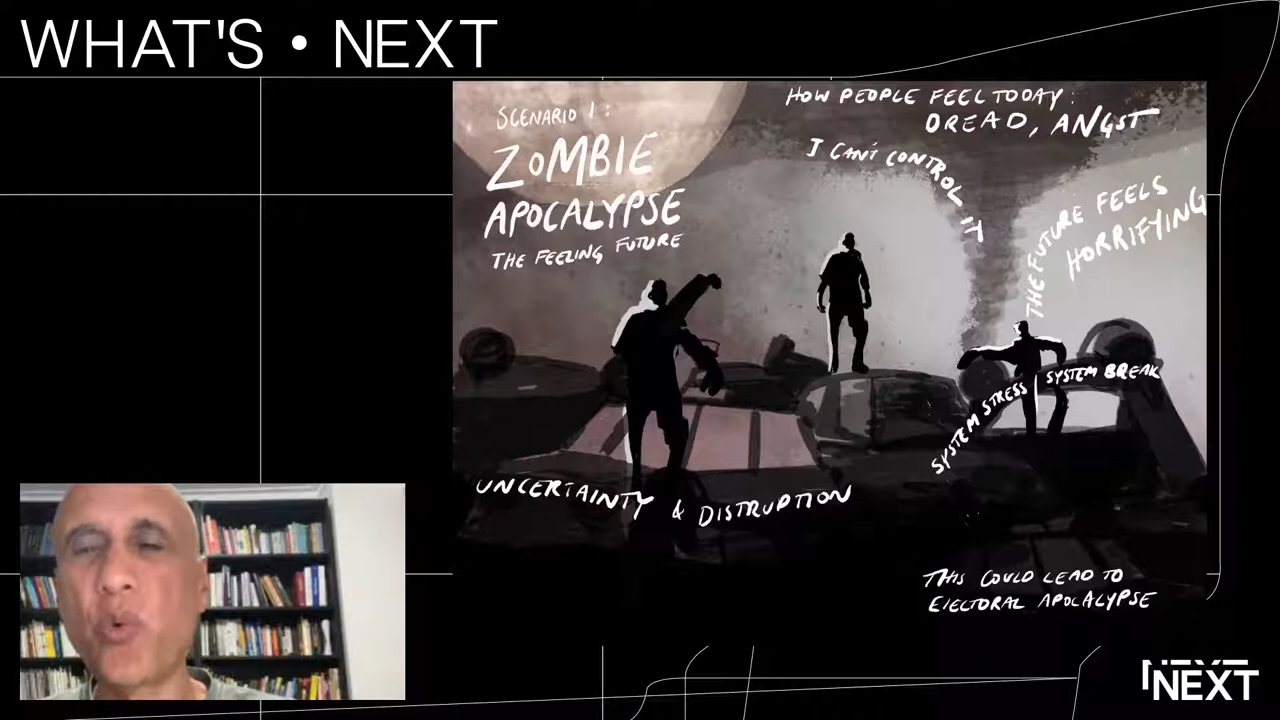 WHAT'S • NEXT
SCENARIO 1:
ZOMBIE
APOCALYPSE
THE FEELING FUTURE
HOW PEOPLE FEEL TODAY:
DREAD, ANGST
I CAN'T CONTROL IT
THE FUTURE FEELS
HORRIFYING
SYSTEM STRESS | SYSTEM BREAK
UNCERTAINTY & DISTRUPTION
THIS COULD LEAD TO
ELELTORAL APOCALYPSE
NEXT